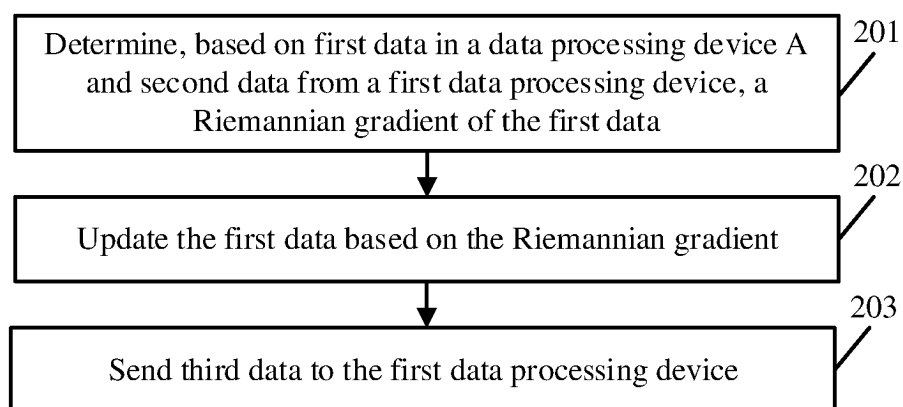 Determine, based on first data in a data processing device A
and second data from a first data processing device, a
Riemannian gradient of the first data
201
Update the first data based on the Riemannian gradient
202
Send third data to the first data processing device
203